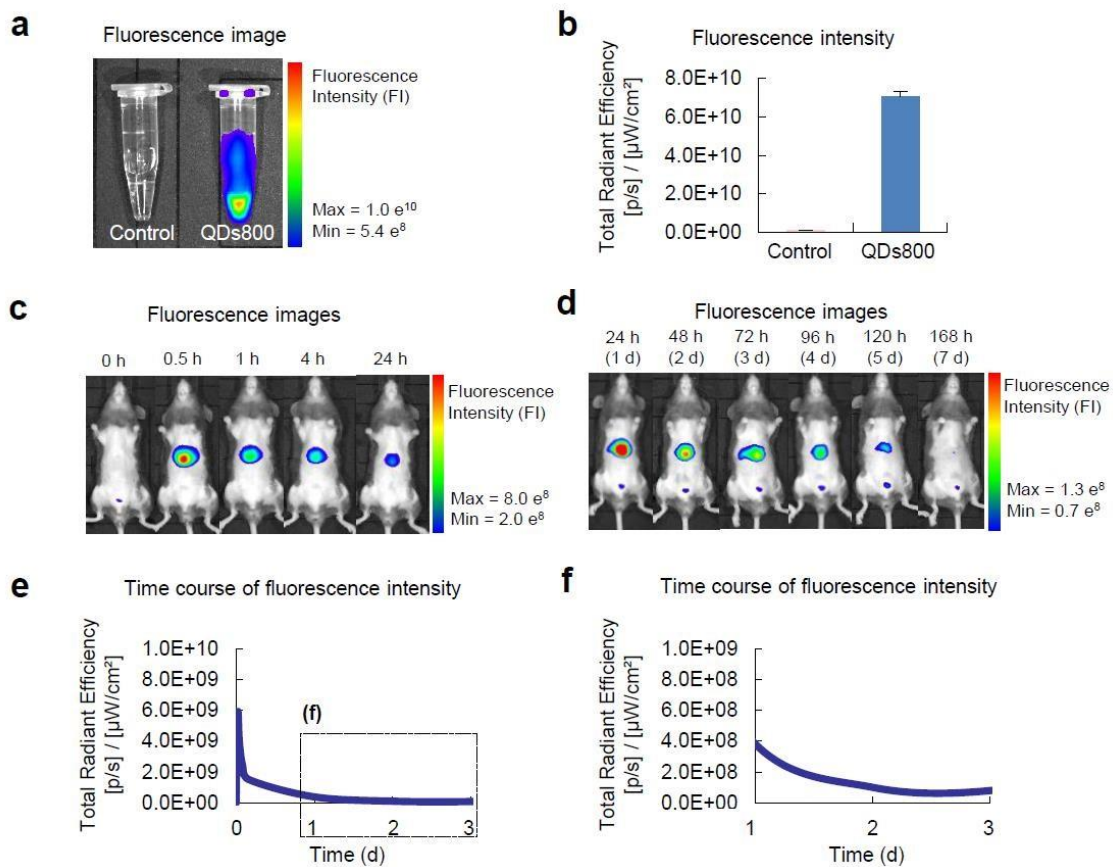 a
Fluorescence image
Fluorescence
Intensity (FI)
Max = 1.0 e¹⁰
Min = 5.4 e⁸
Control QDs800
b
Fluorescence intensity
Total Radiant Efficiency
[p/s] / [µW/cm²]
8.0E+10
6.0E+10
4.0E+10
2.0E+10
0.0E+00
Control QDs800
c
Fluorescence images
0 h 0.5 h 1 h 4 h 24 h
Fluorescence
Intensity (FI)
Max = 8.0 e⁸
Min = 2.0 e⁸
d
Fluorescence images
24 h 48 h 72 h 96 h 120 h 168 h
(1 d) (2 d) (3 d) (4 d) (5 d) (7 d)
Fluorescence
Intensity (FI)
Max = 1.3 e⁸
Min = 0.7 e⁸
e
Time course of fluorescence intensity
Total Radiant Efficiency
[p/s] / [µW/cm²]
1.0E+10
8.0E+09
6.0E+09
4.0E+09
2.0E+09
0.0E+00
(f)
0 1 2 3
Time (d)
f
Time course of fluorescence intensity
Total Radiant Efficiency
[p/s] / [µW/cm²]
1.0E+09
8.0E+08
6.0E+08
4.0E+08
2.0E+08
0.0E+00
1 2 3
Time (d)